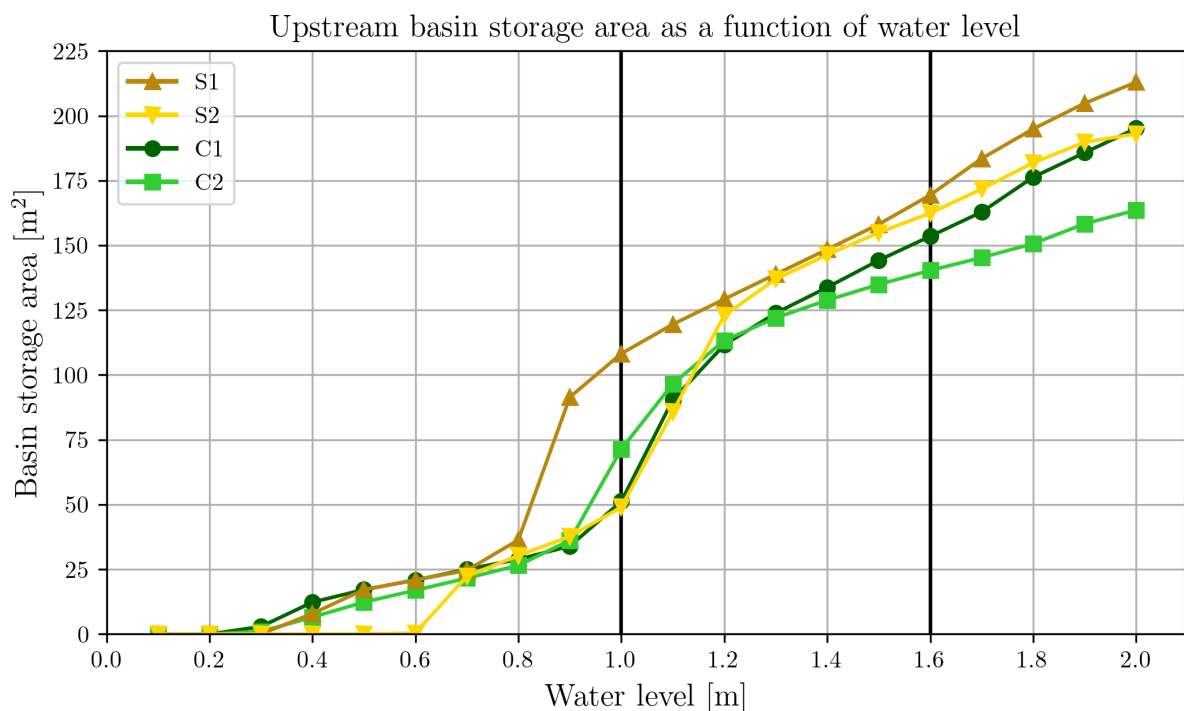 Upstream basin storage area as a function of water level
S1
S2
C1
C2
Basin storage area [m²]
225
200
175
150
125
100
75
50
25
0
0.0 0.2 0.4 0.6 0.8 1.0 1.2 1.4 1.6 1.8 2.0
Water level [m]